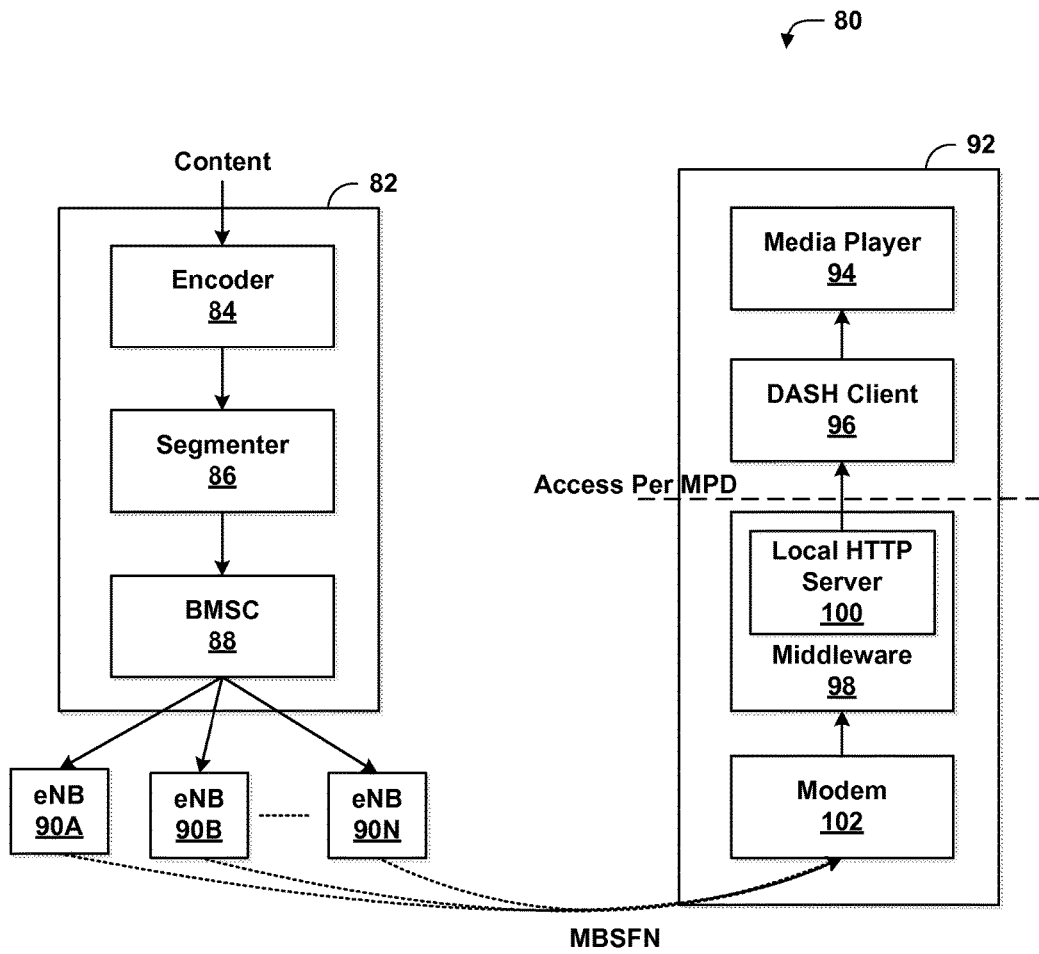 80
Content
82
Encoder
84
Segmenter
86
BMSC
88
eNB
90A
eNB
90B
eNB
90N
MBSFN
92
Media Player
94
DASH Client
96
Access Per MPD
Local HTTP
Server
100
Middleware
98
Modem
102